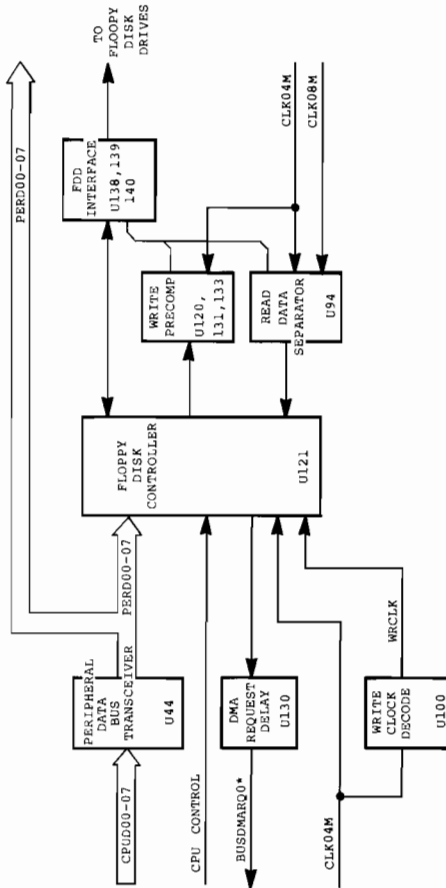 PERD00-07
TO
FLOOPY
DISK
DRIVES
FDD
INTERFACE
U138,139
140
CLK04M
CLK08M
WRITE
PRECOMP
U120,
131,133
READ
DATA
SEPARATOR
U94
FLOPPY
DISK
CONTROLLER
U121
PERD00-07
PERIPHERAL
DATA
BUS
TRANSCEIVER
U44
CPUD00-07
CPU CONTROL
DMA
REQUEST
DELAY
U130
BUSDMARQ0*
WRCLK
CLK04M
WRITE
CLOCK
DECODE
U100